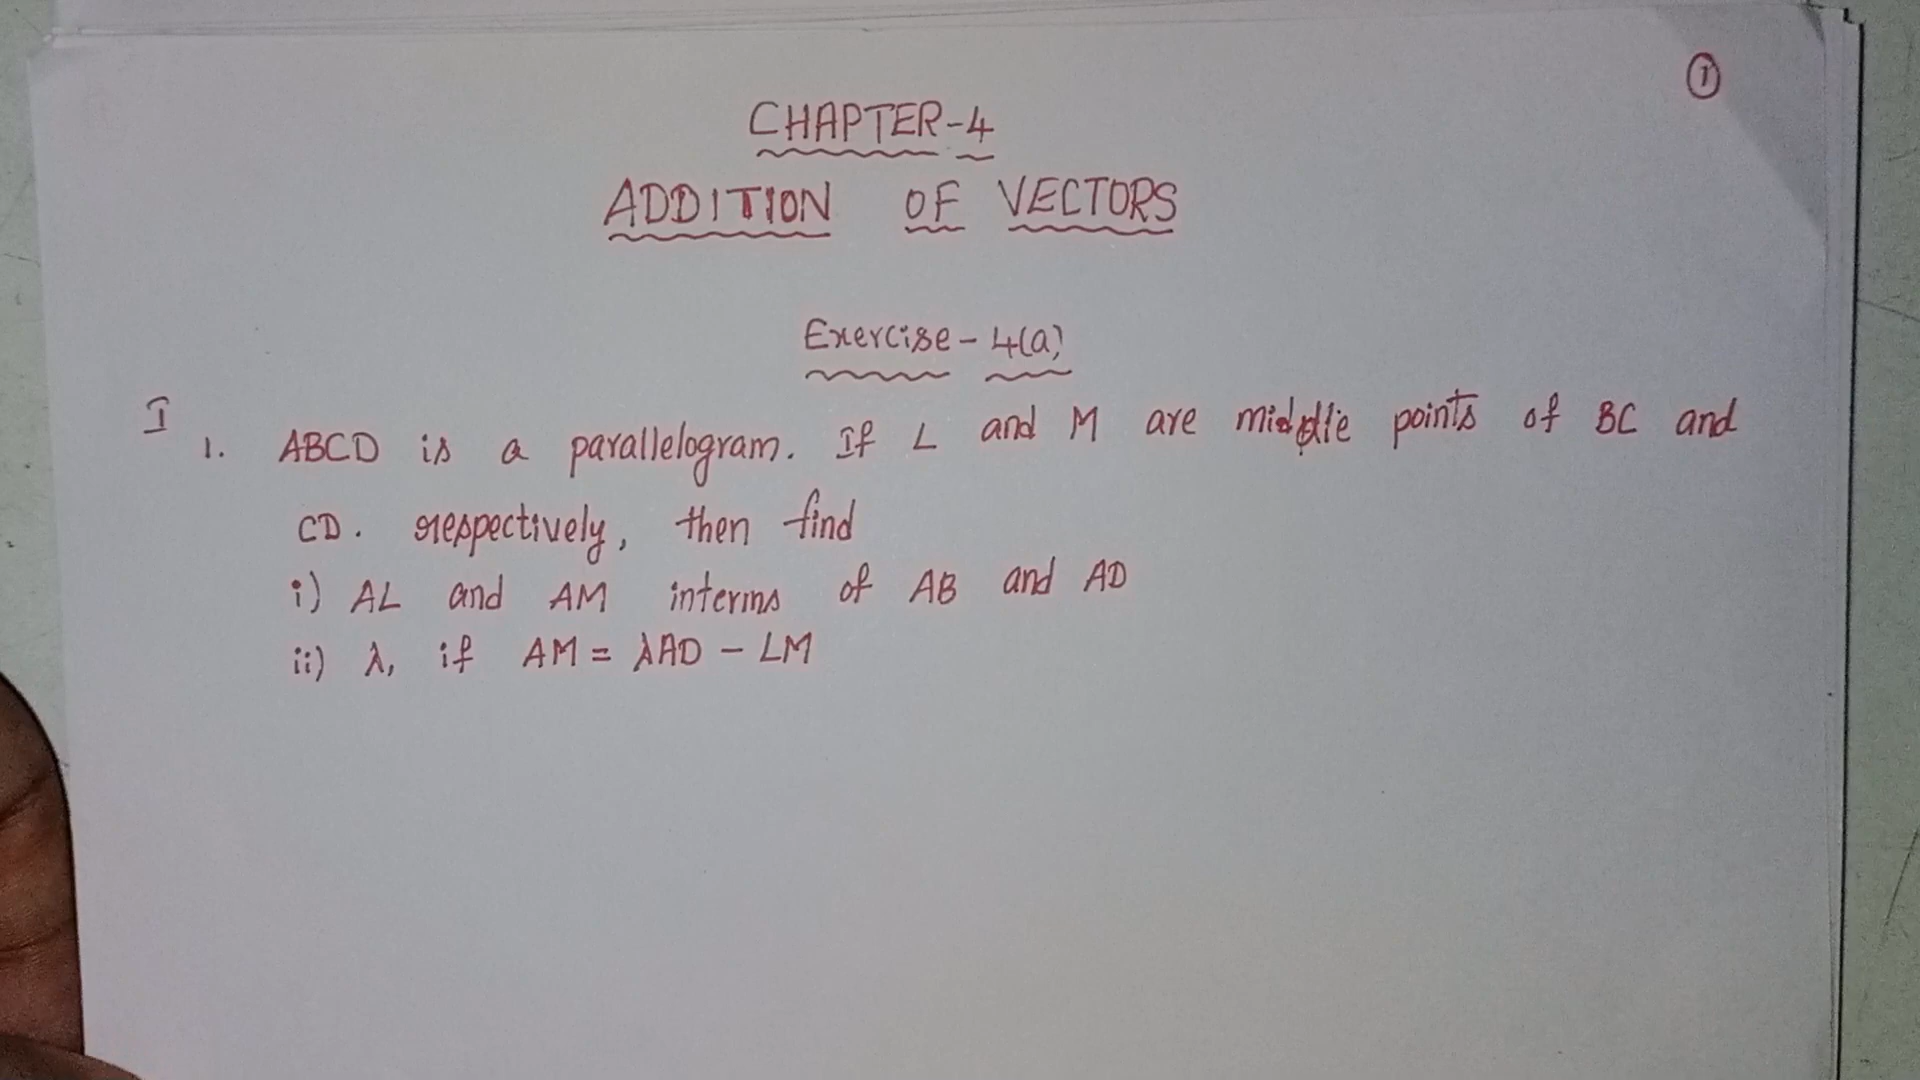 ①
CHAPTER-4
ADDITION OF VECTORS
Exercise - 4(a)
I
1. ABCD is a parallelogram. If L and M are middle points of BC and
CD. respectively, then find
i) AL and AM interms of AB and AD
ii) λ, if AM = λAD - LM